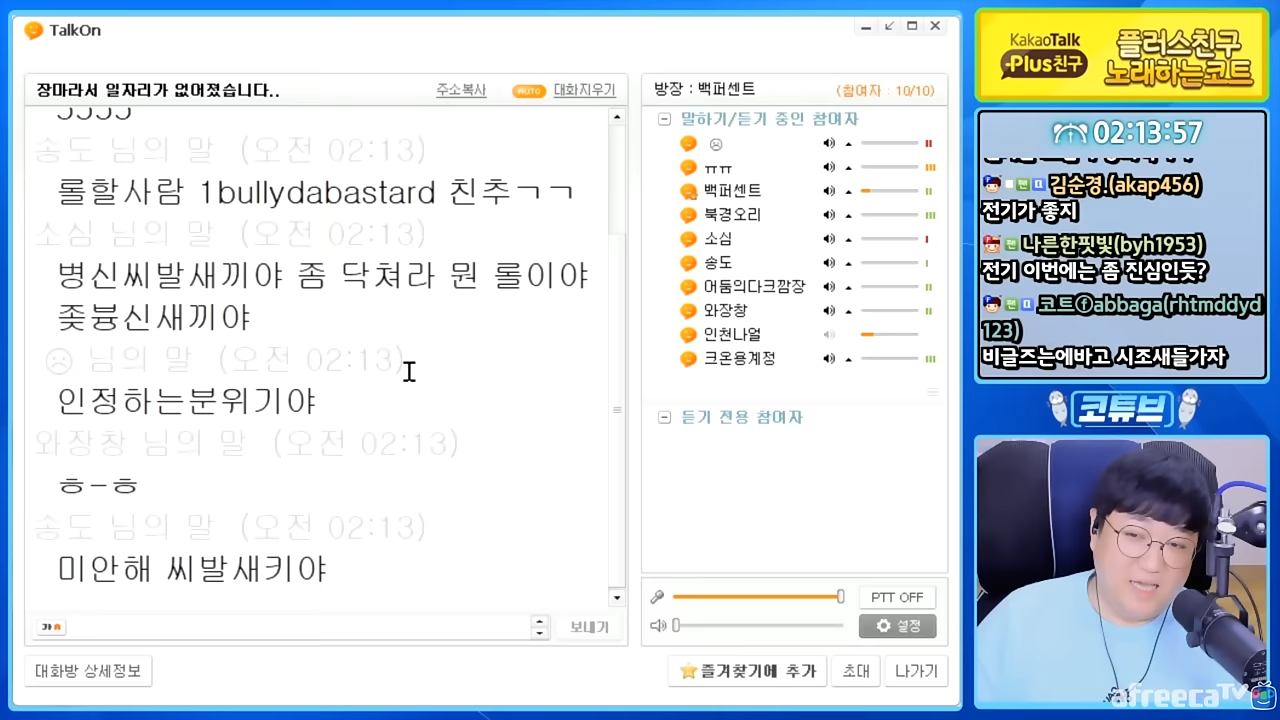 TalkOn
장마라서 일자리가 없어졌습니다..
주소복사
AUTO
대화지우기
송도 님의 말 (오전 02:13)
롤할사람 1bullydabastard 친추ㄱㄱ
소심 님의 말 (오전 02:13)
병신씨발새끼야 좀 닥쳐라 뭔 롤이야
좆븅신새끼야
☹ 님의 말 (오전 02:13)
인정하는분위기야
와장창 님의 말 (오전 02:13)
ㅎ-ㅎ
송도 님의 말 (오전 02:13)
미안해 씨발새키야
가
보내기
대화방 상세정보
방장 : 백퍼센트
(참여자 : 10/10)
말하기/듣기 중인 참여자
☹
ㅠㅠ
백퍼센트
북경오리
소심
송도
어둠의다크깜장
와장창
인천나얼
크온용계정
듣기 전용 참여자
PTT OFF
설정
즐겨찾기에 추가
초대
나가기
KakaoTalk
Plus친구
플러스친구
노래하는코트
02:13:57
김순경.(akap456)
전기가 좋지
나른한핏빛(byh1953)
전기 이번에는 좀 진심인듯?
코트ⓕabbaga(rhtmddyd
123)
비글즈는에바고 시조새들가자
코튜브
afreecaTV